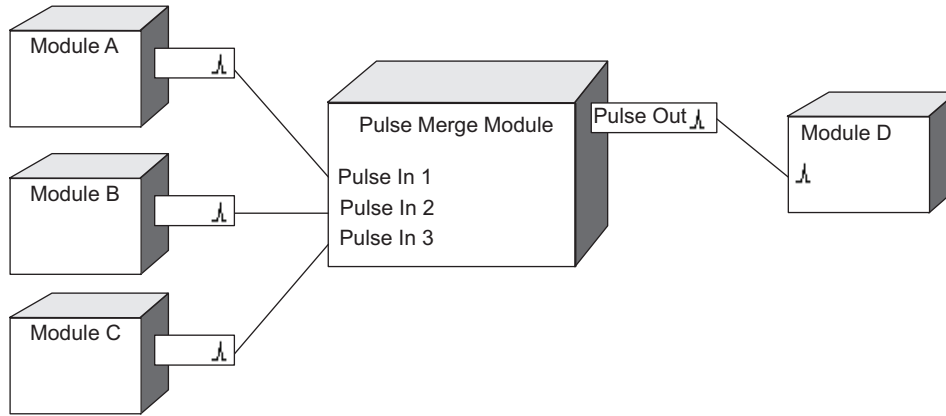 Module A
Module B
Module C
Pulse Merge Module
Pulse In 1
Pulse In 2
Pulse In 3
Pulse Out
Module D